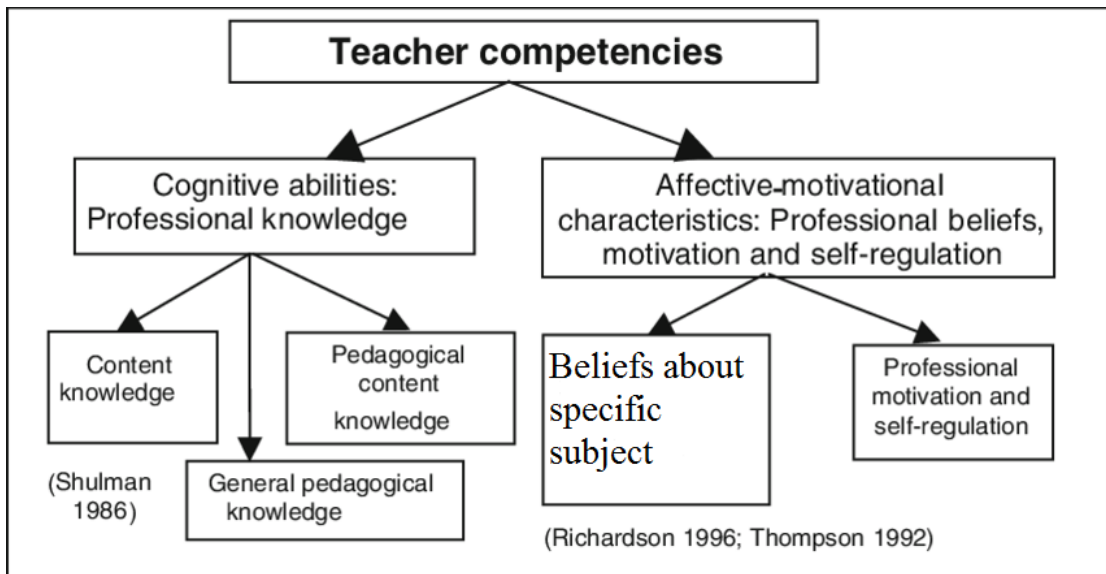 Teacher competencies
Cognitive abilities:
Professional knowledge
Affective-motivational
characteristics: Professional beliefs,
motivation and self-regulation
Content
knowledge
Pedagogical
content
knowledge
General pedagogical
knowledge
(Shulman
1986)
Beliefs about
specific
subject
Professional
motivation and
self-regulation
(Richardson 1996; Thompson 1992)